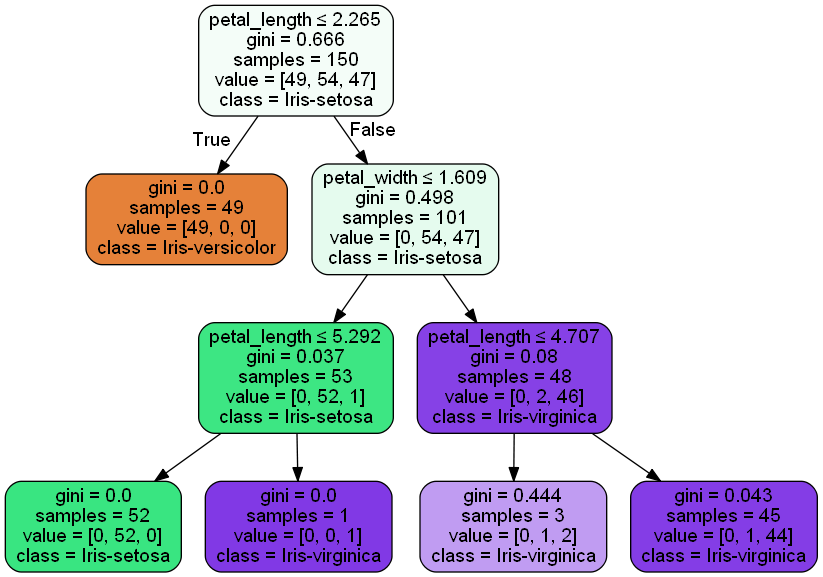 petal_length ≤ 2.265
gini = 0.666
samples = 150
value = [49, 54, 47]
class = Iris-setosa
True
False
gini = 0.0
samples = 49
value = [49, 0, 0]
class = Iris-versicolor
petal_width ≤ 1.609
gini = 0.498
samples = 101
value = [0, 54, 47]
class = Iris-setosa
petal_length ≤ 5.292
gini = 0.037
samples = 53
value = [0, 52, 1]
class = Iris-setosa
petal_length ≤ 4.707
gini = 0.08
samples = 48
value = [0, 2, 46]
class = Iris-virginica
gini = 0.0
samples = 52
value = [0, 52, 0]
class = Iris-setosa
gini = 0.0
samples = 1
value = [0, 0, 1]
class = Iris-virginica
gini = 0.444
samples = 3
value = [0, 1, 2]
class = Iris-virginica
gini = 0.043
samples = 45
value = [0, 1, 44]
class = Iris-virginica